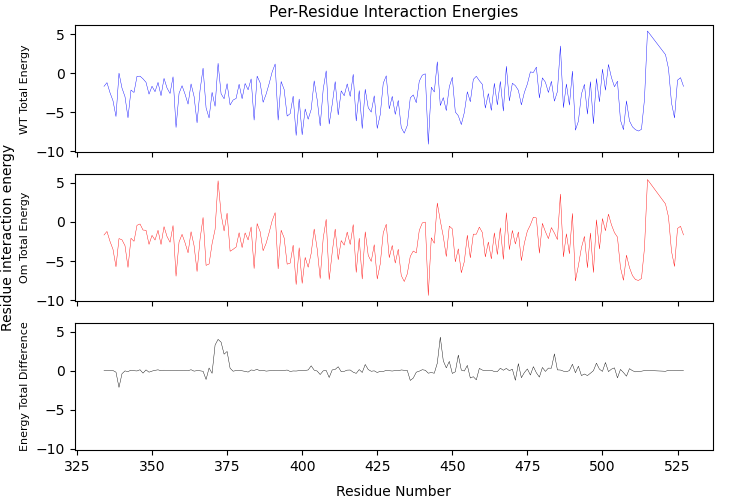 Per-Residue Interaction Energies
Residue interaction energy
WT Total Energy
5
0
−5
−10
Om Total Energy
5
0
−5
−10
Energy Total Difference
5
0
−5
−10
325 350 375 400 425 450 475 500 525
Residue Number